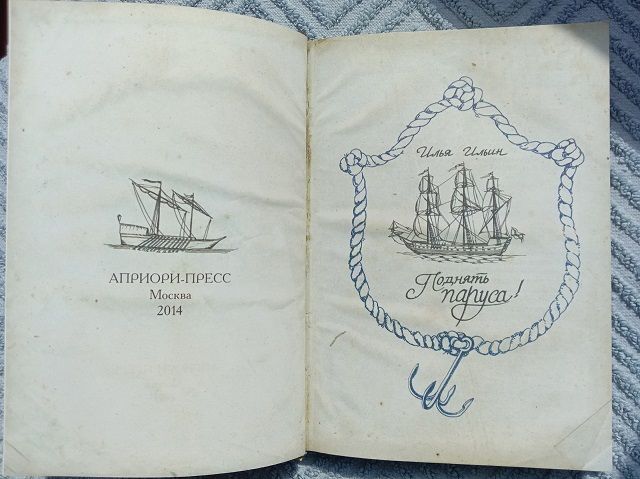 АПРИОРИ-ПРЕСС
Москва
2014
Илья Ильин
Поднять
паруса!